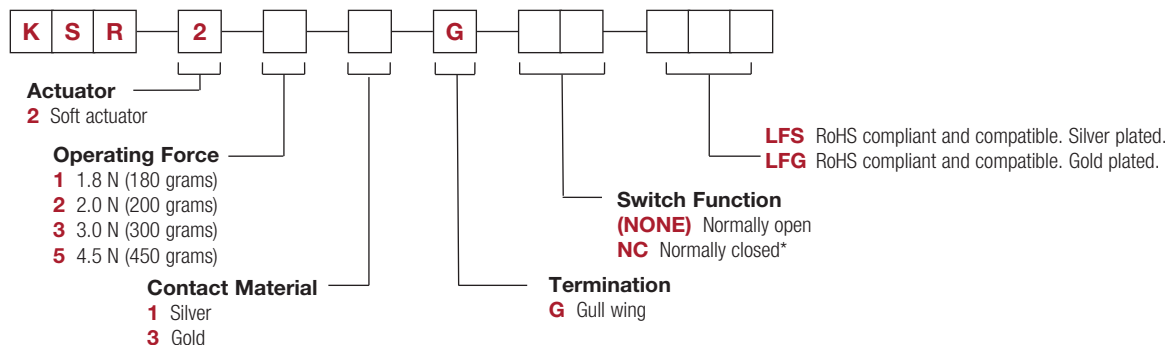 K S R 2 G
Actuator
2 Soft actuator
Operating Force
1 1.8 N (180 grams)
2 2.0 N (200 grams)
3 3.0 N (300 grams)
5 4.5 N (450 grams)
Contact Material
1 Silver
3 Gold
Termination
G Gull wing
Switch Function
(NONE) Normally open
NC Normally closed*
LFS RoHS compliant and compatible. Silver plated.
LFG RoHS compliant and compatible. Gold plated.